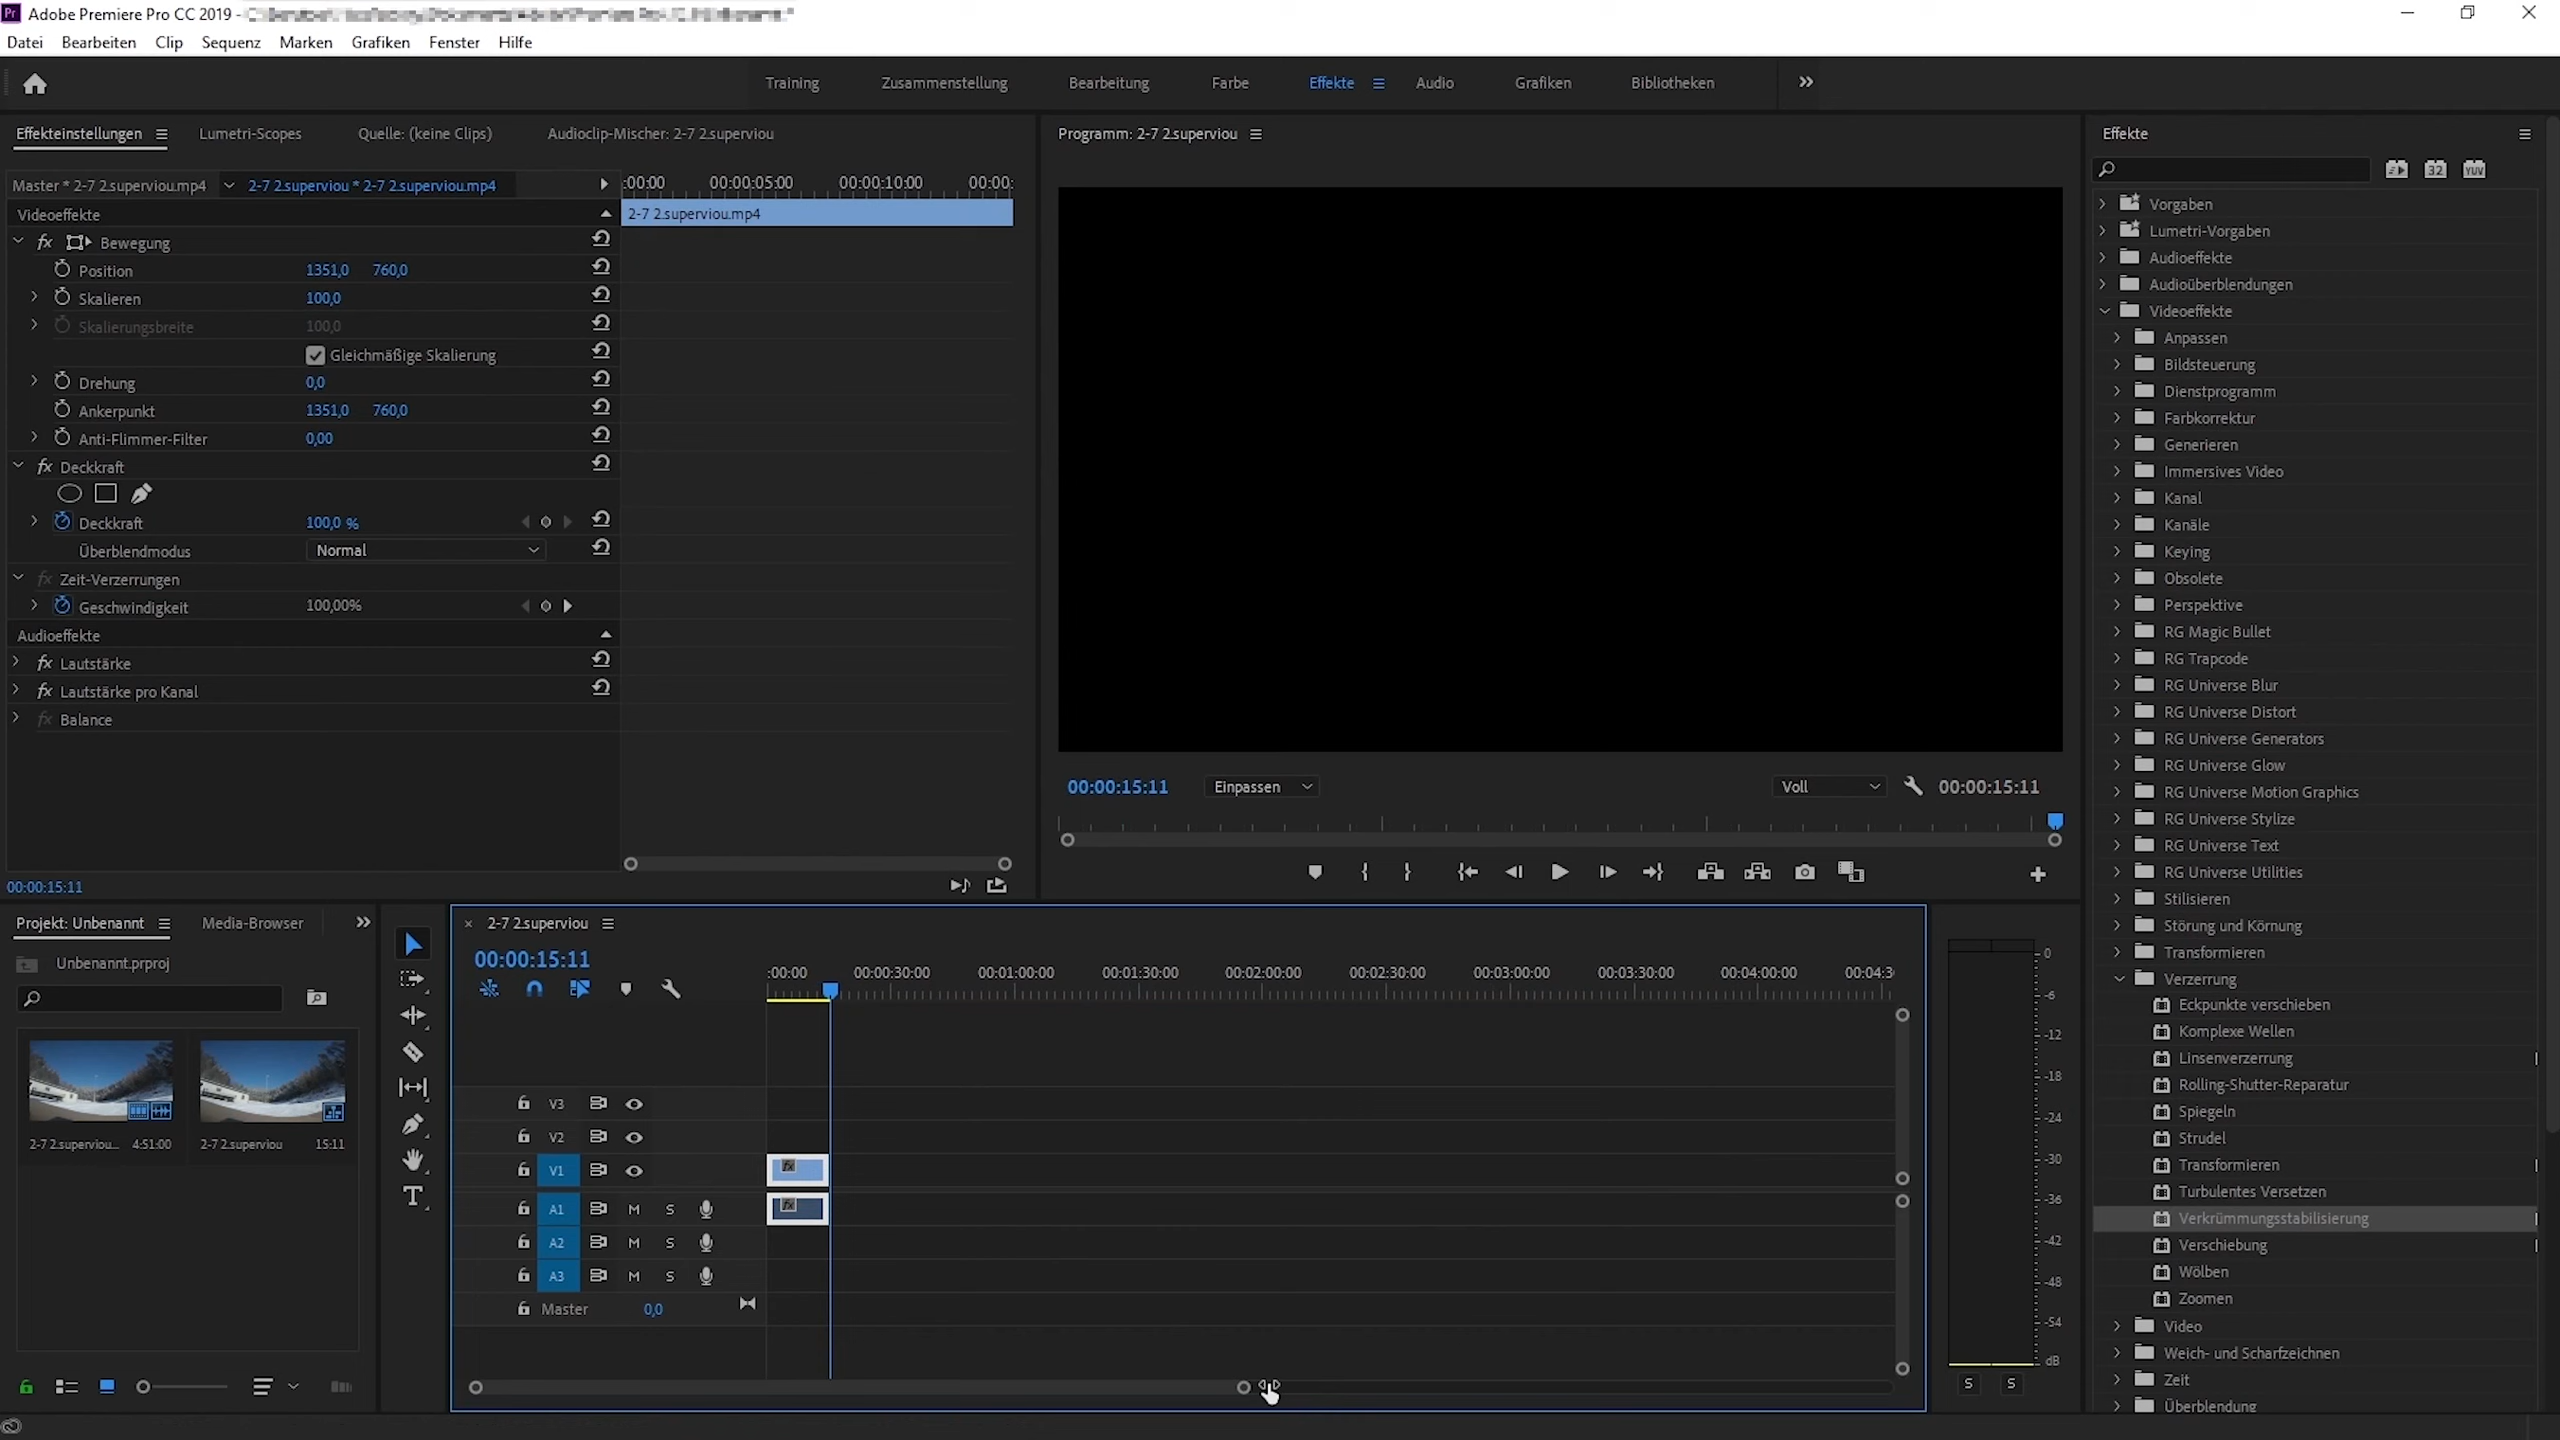 Adobe Premiere Pro CC 2019 -
Datei Bearbeiten Clip Sequenz Marken Grafiken Fenster Hilfe
Training Zusammenstellung Bearbeitung Farbe Effekte Audio Grafiken Bibliotheken
Effekteinstellungen Lumetri-Scopes Quelle: (keine Clips) Audioclip-Mischer: 2-7 2.superviou
Master * 2-7 2.superviou.mp4 2-7 2.superviou * 2-7 2.superviou.mp4 :00:00 00:00:05:00 00:00:10:00 00:00:
Videoeffekte 2-7 2.superviou.mp4
fx Bewegung
Position 1351,0 760,0
Skalieren 100,0
Skalierungsbreite 100,0
Gleichmäßige Skalierung
Drehung 0,0
Ankerpunkt 1351,0 760,0
Anti-Flimmer-Filter 0,00
fx Deckkraft
Deckkraft 100,0 %
Überblendmodus Normal
fx Zeit-Verzerrungen
Geschwindigkeit 100,00%
Audioeffekte
fx Lautstärke
fx Lautstärke pro Kanal
fx Balance
00:00:15:11
Programm: 2-7 2.superviou
00:00:15:11 Einpassen Voll 00:00:15:11
Effekte
32 YUV
Vorgaben
Lumetri-Vorgaben
Audioeffekte
Audioüberblendungen
Videoeffekte
Anpassen
Bildsteuerung
Dienstprogramm
Farbkorrektur
Generieren
Immersives Video
Kanal
Kanäle
Keying
Obsolete
Perspektive
RG Magic Bullet
RG Trapcode
RG Universe Blur
RG Universe Distort
RG Universe Generators
RG Universe Glow
RG Universe Motion Graphics
RG Universe Stylize
RG Universe Text
RG Universe Utilities
Stilisieren
Störung und Körnung
Transformieren
Verzerrung
Eckpunkte verschieben
Komplexe Wellen
Linsenverzerrung
Rolling-Shutter-Reparatur
Spiegeln
Strudel
Transformieren
Turbulentes Versetzen
Verkrümmungsstabilisierung
Verschiebung
Wölben
Zoomen
Video
Weich- und Scharfzeichnen
Zeit
Überblendung
Projekt: Unbenannt Media-Browser
Unbenannt.prproj
2-7 2.superviou... 4:51:00 2-7 2.superviou 15:11
2-7 2.superviou
00:00:15:11
:00:00 00:00:30:00 00:01:00:00 00:01:30:00 00:02:00:00 00:02:30:00 00:03:00:00 00:03:30:00 00:04:00:00 00:04:3
V3
V2
V1 fx
A1 M S fx
A2 M S
A3 M S
Master 0,0
0
-6
-12
-18
-24
-30
-36
-42
-48
-54
dB
S S